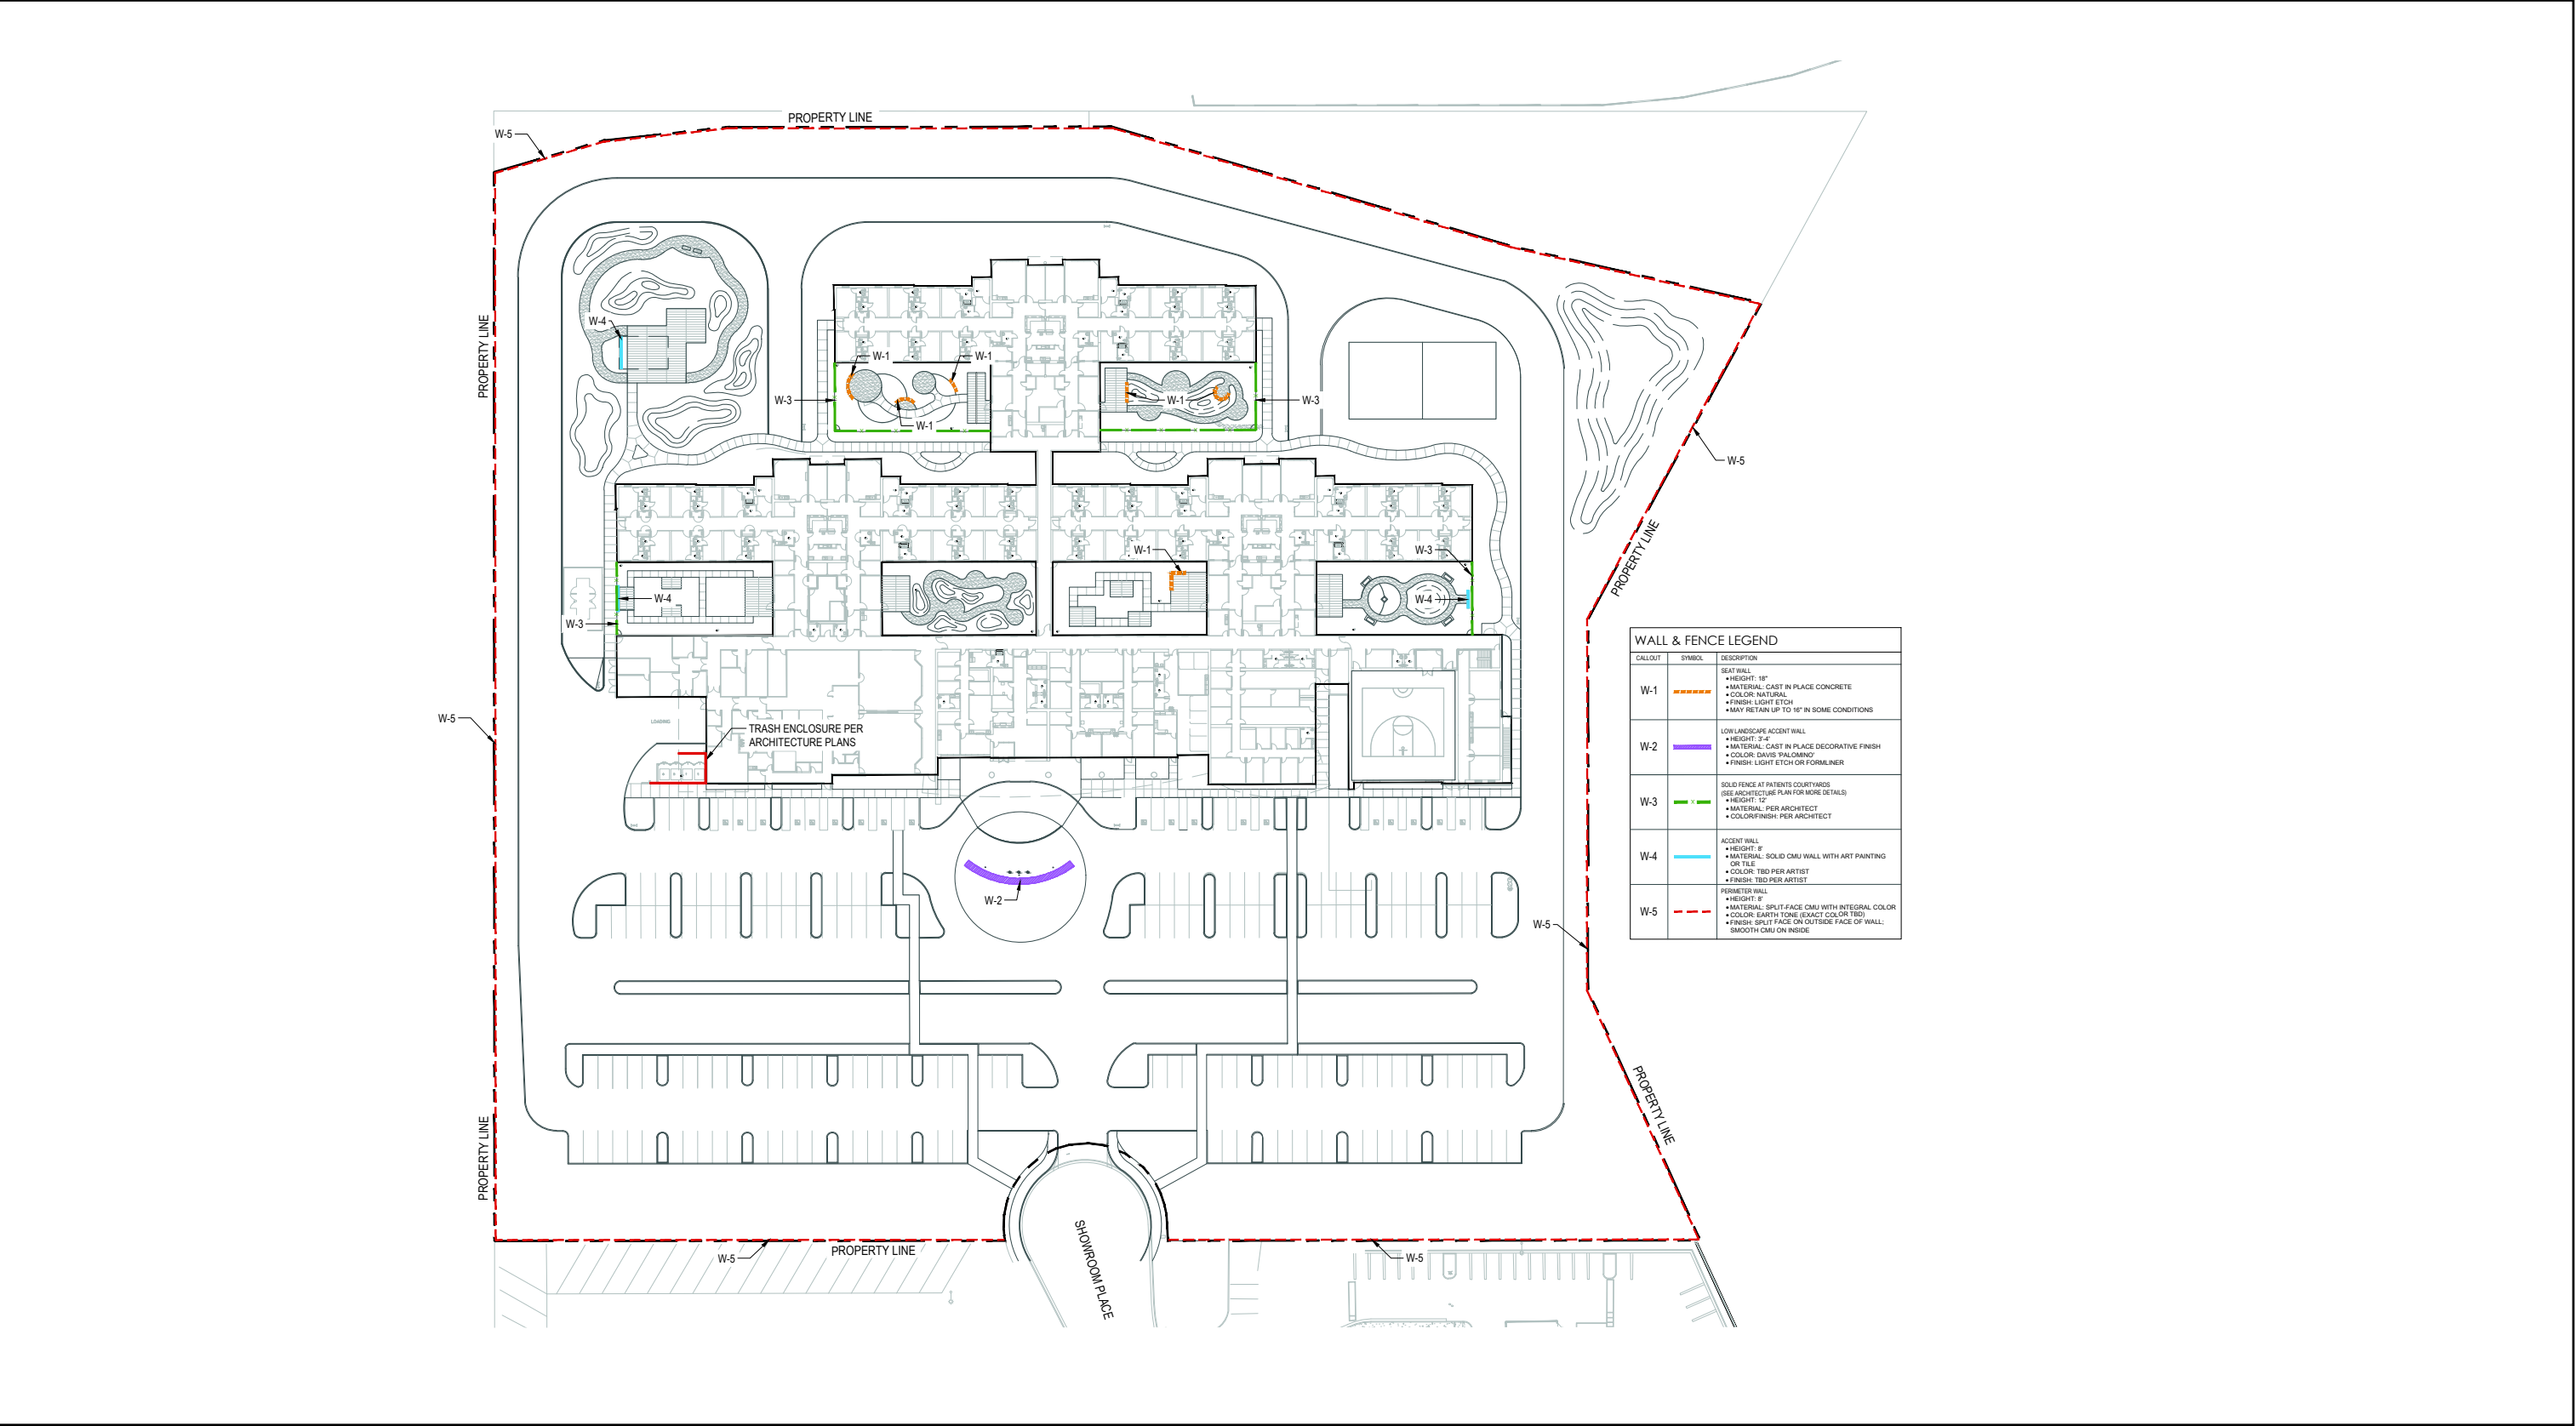 PROPERTY LINE
W-5
PROPERTY LINE
W-4
W-1
W-1
W-3
W-1
W-3
W-1
W-5
PROPERTY LINE
W-1
W-3
W-4
W-4
W-3
W-5
LOADING
TRASH ENCLOSURE PER
ARCHITECTURE PLANS
W-2
W-5
PROPERTY LINE
PROPERTY LINE
SHOWROOM PLACE
W-5
PROPERTY LINE
W-5
WALL & FENCE LEGEND
CALLOUT SYMBOL DESCRIPTION
W-1
SEAT WALL
• HEIGHT: 18"
• MATERIAL: CAST IN PLACE CONCRETE
• COLOR: NATURAL
• FINISH: LIGHT ETCH
• MAY RETAIN UP TO 16" IN SOME CONDITIONS
W-2
LOW LANDSCAPE ACCENT WALL
• HEIGHT: 3'-4'
• MATERIAL: CAST IN PLACE DECORATIVE FINISH
• COLOR: DAVIS 'PALOMINO'
• FINISH: LIGHT ETCH OR FORMLINER
W-3
SOLID FENCE AT PATIENTS COURTYARDS
(SEE ARCHITECTURE PLAN FOR MORE DETAILS)
• HEIGHT: 12'
• MATERIAL: PER ARCHITECT
• COLOR/FINISH: PER ARCHITECT
W-4
ACCENT WALL
• HEIGHT: 8'
• MATERIAL: SOLID CMU WALL WITH ART PAINTING
OR TILE
• COLOR: TBD PER ARTIST
• FINISH: TBD PER ARTIST
W-5
PERIMETER WALL
• HEIGHT: 8'
• MATERIAL: SPLIT-FACE CMU WITH INTEGRAL COLOR
• COLOR: EARTH TONE (EXACT COLOR TBD)
• FINISH: SPLIT FACE ON OUTSIDE FACE OF WALL;
SMOOTH CMU ON INSIDE